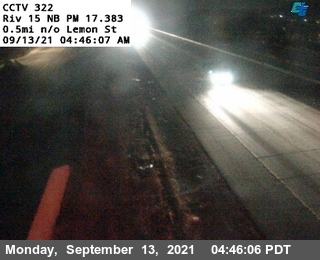 CCTV 322
Riv 15 NB PM 17.383
0.5mi n/o Lemon St
09/13/21 04:46:07 AM
Monday, September 13, 2021 04:46:06 PDT